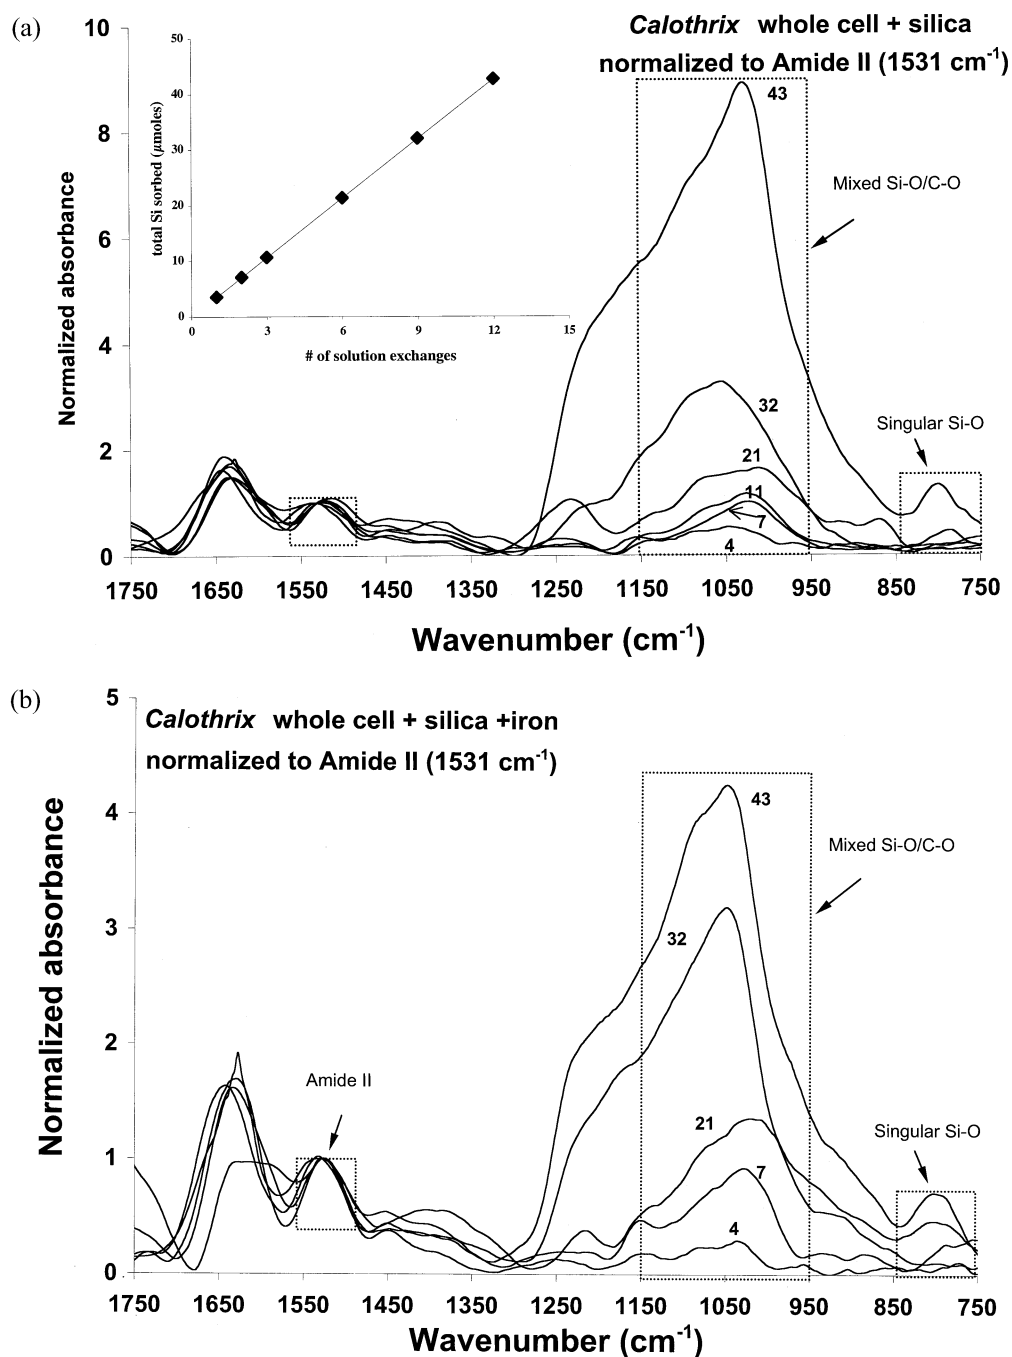 (a)
Calothrix whole cell + silica
normalized to Amide II (1531 cm-1)
10
8
6
4
2
0
Normalized absorbance
50
40
30
20
10
0
total Si sorbed (µmoles)
0 3 6 9 12 15
# of solution exchanges
43
Mixed Si-O/C-O
32
Singular Si-O
21
11
7
4
1750 1650 1550 1450 1350 1250 1150 1050 950 850 750
Wavenumber (cm-1)
(b)
Calothrix whole cell + silica +iron
normalized to Amide II (1531 cm-1)
5
4
3
2
1
0
Normalized absorbance
43
Mixed Si-O/C-O
32
Amide II
21
Singular Si-O
7
4
1750 1650 1550 1450 1350 1250 1150 1050 950 850 750
Wavenumber (cm-1)